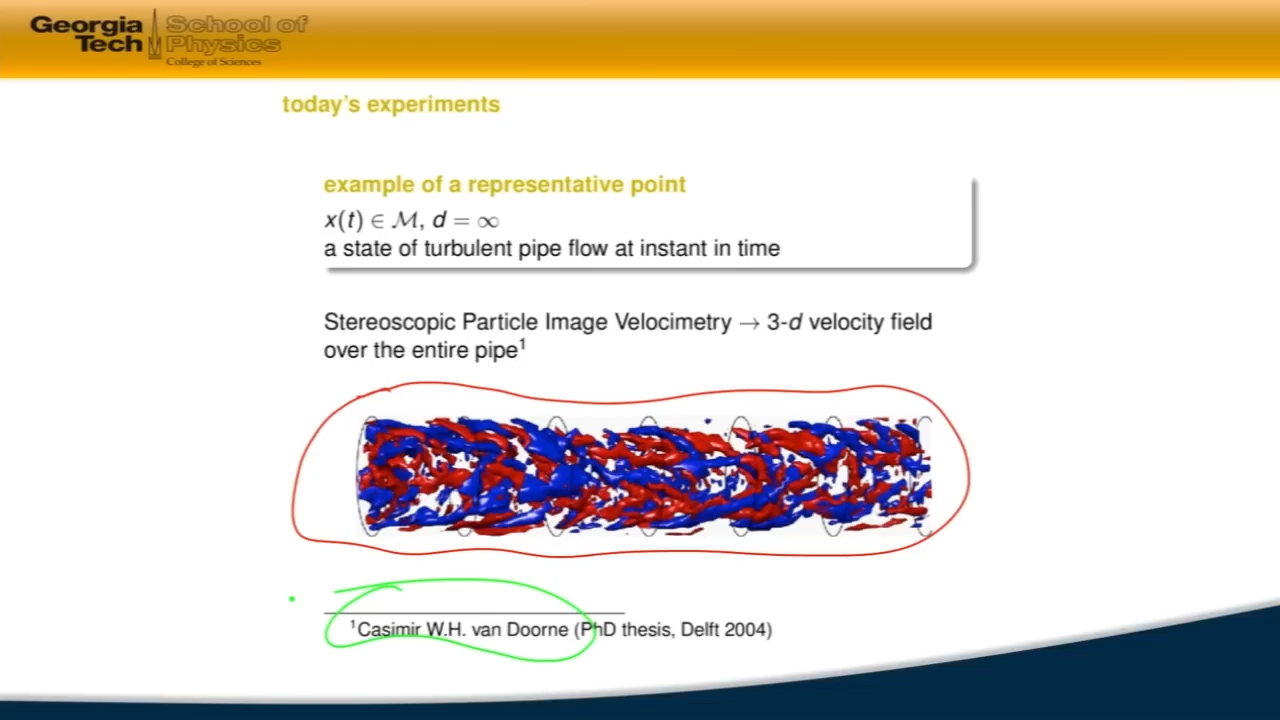 Georgia Tech
School of Physics
College of Sciences
today's experiments
example of a representative point
x(t) ∈ ℳ, d = ∞
a state of turbulent pipe flow at instant in time
Stereoscopic Particle Image Velocimetry → 3-d velocity field
over the entire pipe¹
¹Casimir W.H. van Doorne (PhD thesis, Delft 2004)